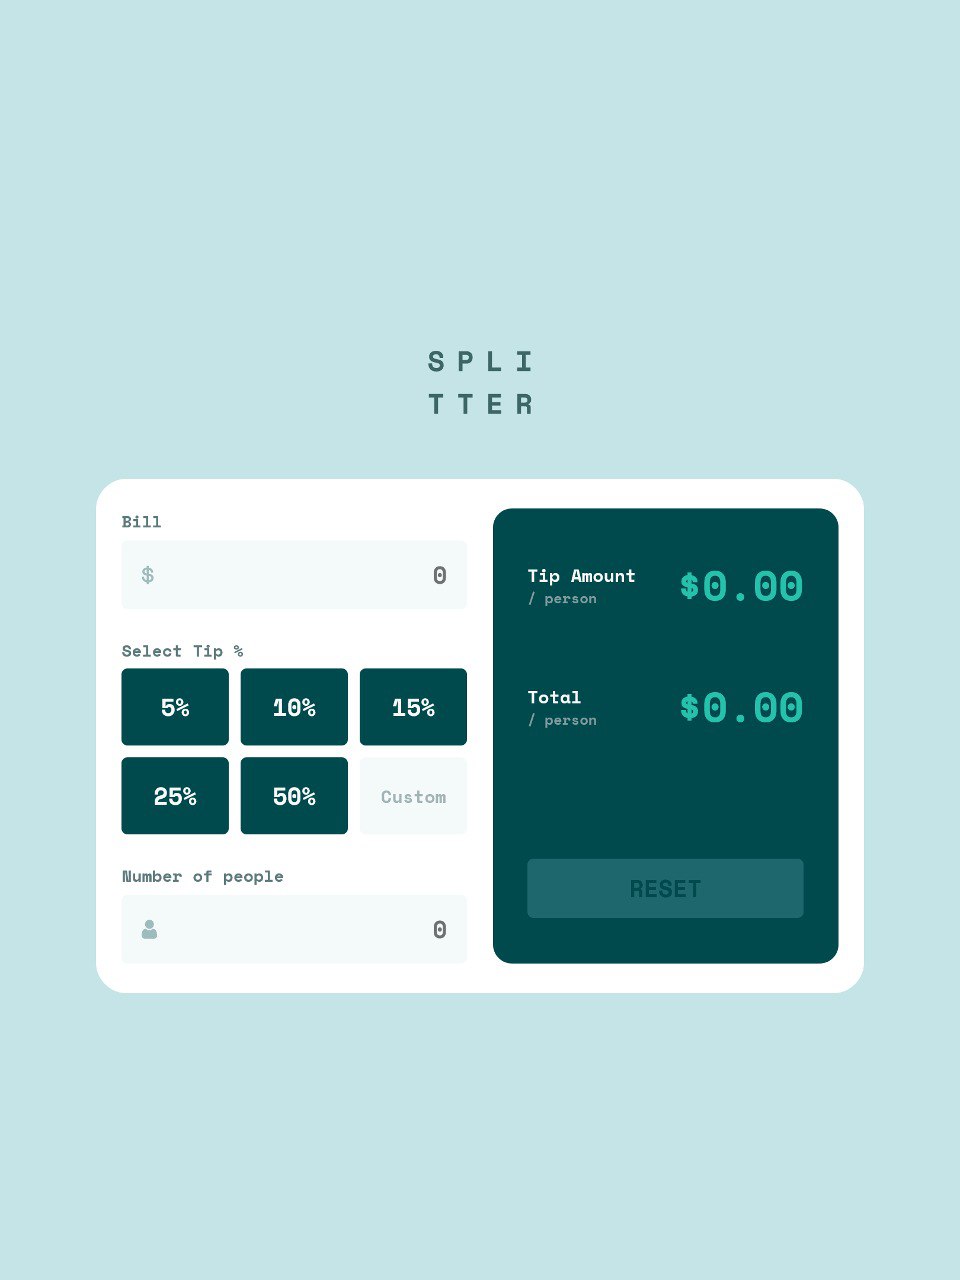 SPLI
TTER
Bill
$ 0
Select Tip %
5% 10% 15%
25% 50% Custom
Number of people
0
Tip Amount
/ person
$0.00
Total
/ person
$0.00
RESET